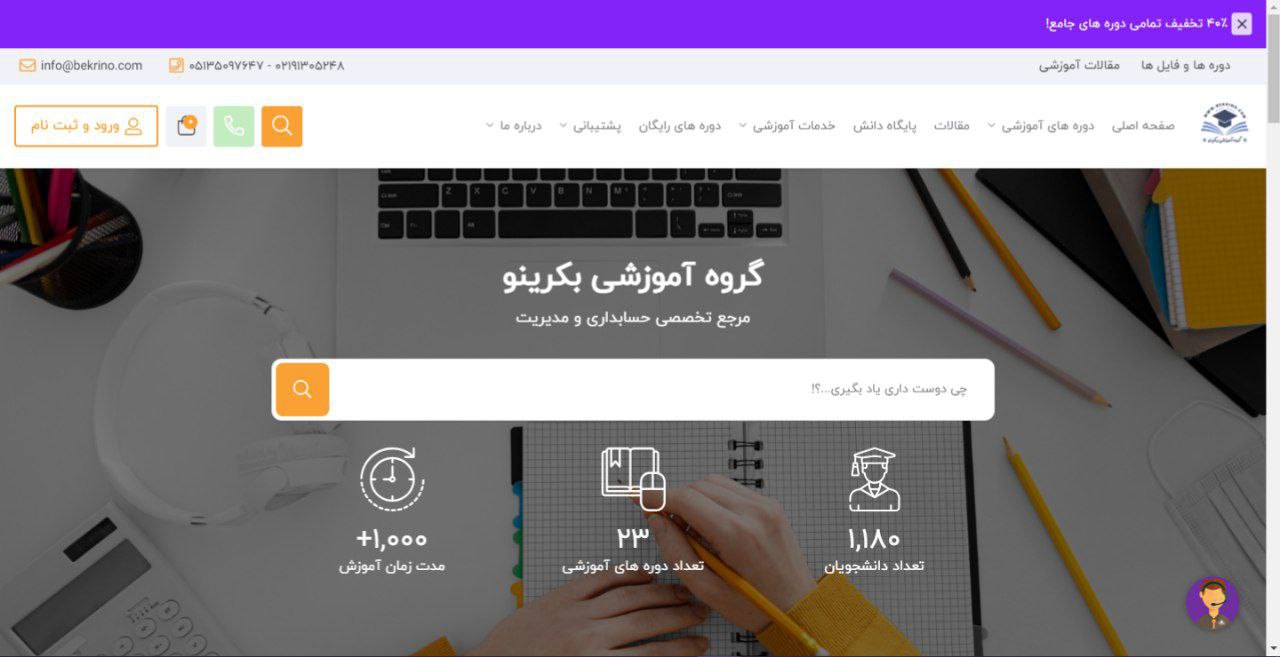 ۴۰٪ تخفیف تمامی دوره های جامع!
دوره ها و فایل ها
مقالات آموزشی
۰۲۱۹۱۳۰۵۲۴۸ - ۰۵۱۳۵۰۹۷۶۴۷
info@bekrino.com
صفحه اصلی
دوره های آموزشی
مقالات
پایگاه دانش
خدمات آموزشی
دوره های رایگان
پشتیبانی
درباره ما
۰
ورود و ثبت نام
گروه آموزشی بکرینو
مرجع تخصصی حسابداری و مدیریت
چی دوست داری یاد بگیری...؟!
۱,۱۸۰
تعداد دانشجویان
۲۳
تعداد دوره های آموزشی
۱,۰۰۰+
مدت زمان آموزش